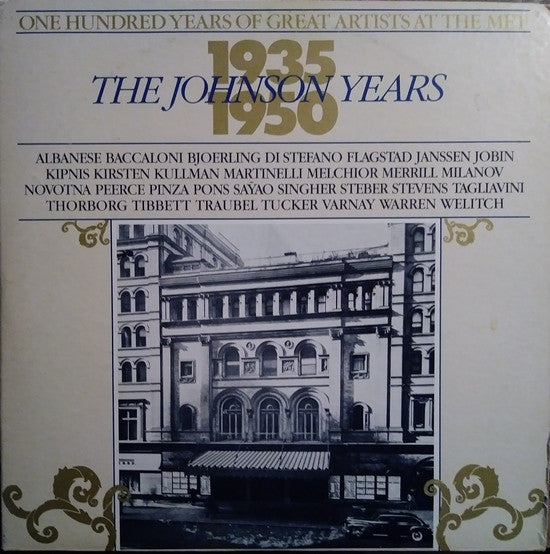 ONE HUNDRED YEARS OF GREAT ARTISTS AT THE MET
1935
THE JOHNSON YEARS
1950
ALBANESE BACCALONI BJOERLING DI STEFANO FLAGSTAD JANSSEN JOBIN
KIPNIS KIRSTEN KULLMAN MARTINELLI MELCHIOR MERRILL MILANOV
NOVOTNA PEERCE PINZA PONS SAYAO SINGHER STEBER STEVENS TAGLIAVINI
THORBORG TIBBETT TRAUBEL TUCKER VARNAY WARREN WELITCH